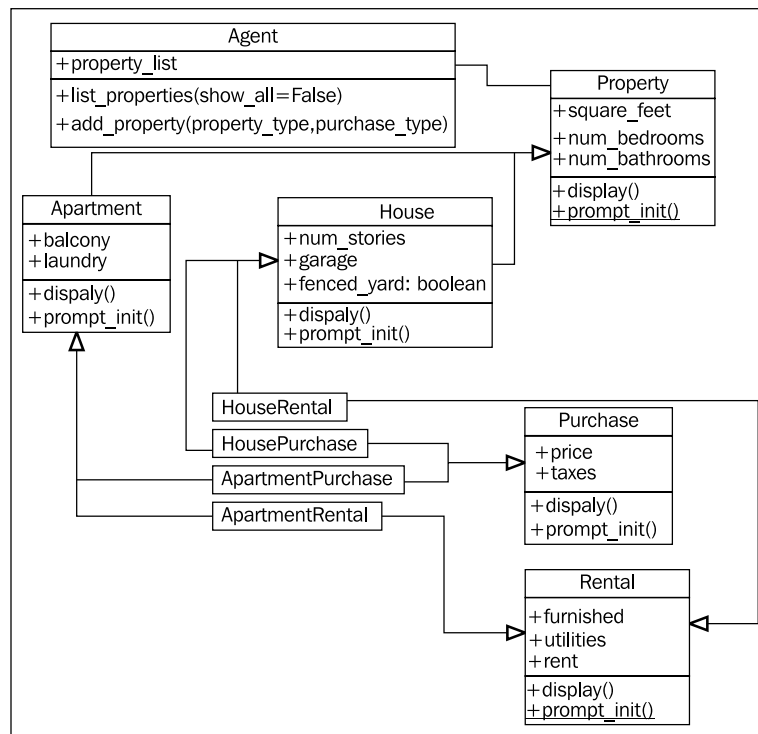 Agent
+property_list
+list_properties(show_all=False)
+add_property(property_type,purchase_type)
Property
+square_feet
+num_bedrooms
+num_bathrooms
+display()
+prompt_init()
Apartment
+balcony
+laundry
+dispaly()
+prompt_init()
House
+num_stories
+garage
+fenced_yard: boolean
+dispaly()
+prompt_init()
HouseRental
HousePurchase
ApartmentPurchase
ApartmentRental
Purchase
+price
+taxes
+dispaly()
+prompt_init()
Rental
+furnished
+utilities
+rent
+display()
+prompt_init()